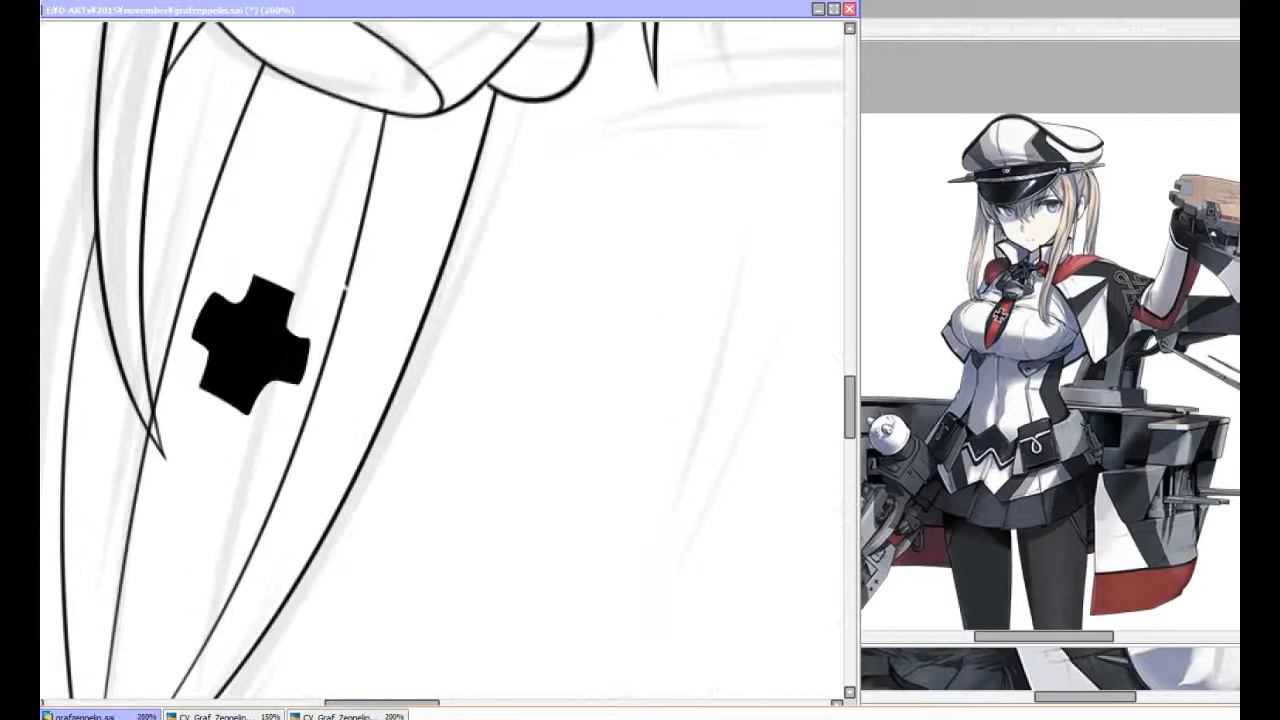 E:¥D-ARTs¥2015¥november¥grafzeppelin.sai (*) (200%)
grafzeppelin.sai 200% CV_Graf_Zeppelin... 150% CV_Graf_Zeppelin... 200%